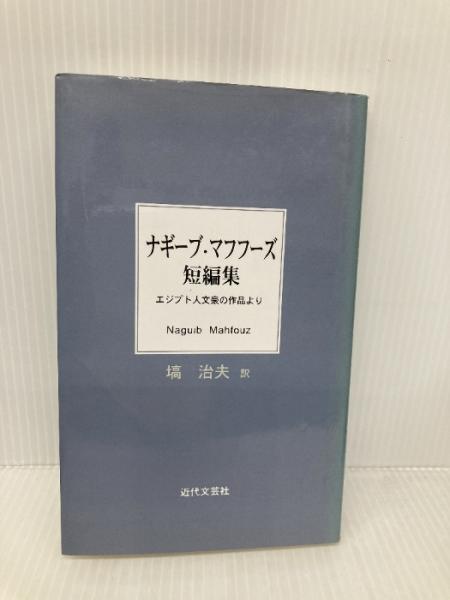 ナギーブ・マフフーズ
短編集
エジプト人文豪の作品より
Naguib Mahfouz
塙 治夫 訳
近代文芸社